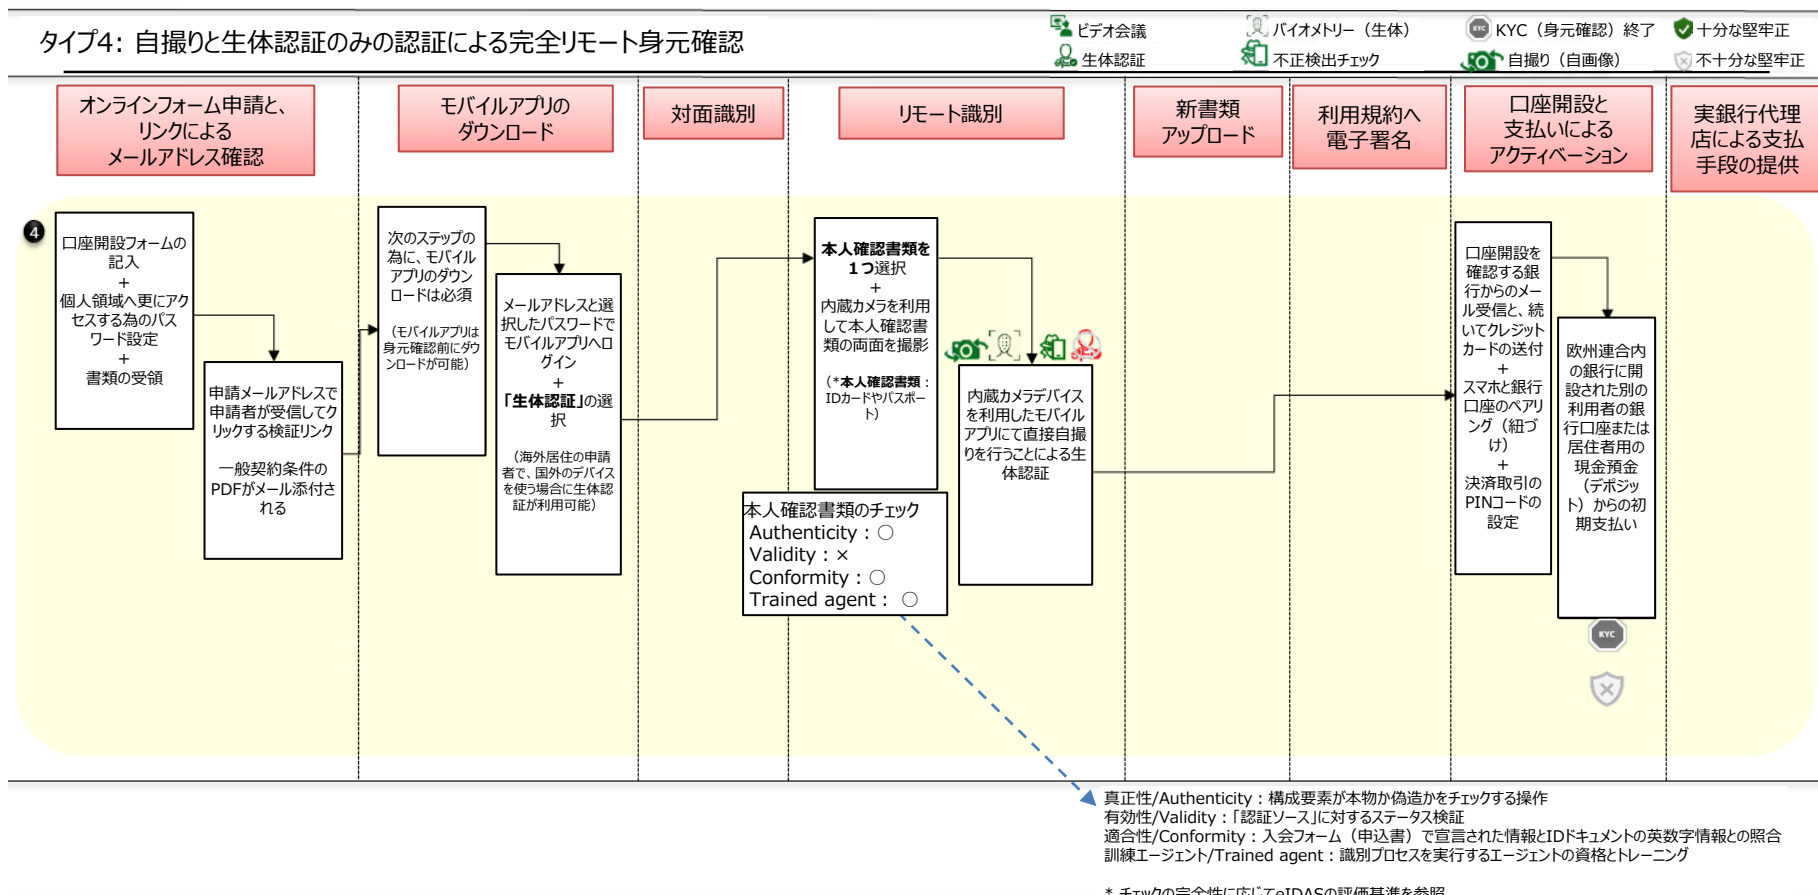 タイプ4: 自撮りと生体認証のみの認証による完全リモート身元確認
ビデオ会議
バイオメトリー（生体）
KYC（身元確認）終了
十分な堅牢正
生体認証
不正検出チェック
自撮り（自画像）
不十分な堅牢正
オンラインフォーム申請と、
リンクによる
メールアドレス確認
モバイルアプリの
ダウンロード
対面識別
リモート識別
新書類
アップロード
利用規約へ
電子署名
口座開設と
支払いによる
アクティベーション
実銀行代理
店による支払
手段の提供
4
口座開設フォームの
記入
+
個人領域へ更にアク
セスする為のパス
ワード設定
+
書類の受領
申請メールアドレスで
申請者が受信してク
リックする検証リンク
一般契約条件の
PDFがメール添付さ
れる
次のステップの
為に、モバイル
アプリのダウン
ロードは必須
（モバイルアプリは
身元確認前にダウ
ンロードが可能）
メールアドレスと選
択したパスワードで
モバイルアプリへロ
グイン
+
「生体認証」の選
択
（海外居住の申請
者で、国外のデバイス
を使う場合に生体認
証が利用可能）
本人確認書類を
1つ選択
+
内蔵カメラを利用
して本人確認書
類の両面を撮影
（*本人確認書類：
IDカードやパスポー
ト）
本人確認書類のチェック
Authenticity：○
Validity：×
Conformity：○
Trained agent： ○
内蔵カメラデバイス
を利用したモバイル
アプリにて直接自撮
りを行うことによる生
体認証
口座開設を
確認する銀
行からのメー
ル受信と、続
いてクレジット
カードの送付
+
スマホと銀行
口座のペアリ
ング（紐づ
け）
+
決済取引の
PINコードの
設定
欧州連合内
の銀行に開
設された別の
利用者の銀
行口座または
居住者用の
現金預金
（デポジッ
ト）からの初
期支払い
KYC
真正性/Authenticity：構成要素が本物か偽造かをチェックする操作
有効性/Validity：「認証ソース」に対するステータス検証
適合性/Conformity：入会フォーム（申込書）で宣言された情報とIDドキュメントの英数字情報との照合
訓練エージェント/Trained agent：識別プロセスを実行するエージェントの資格とトレーニング
* チェックの完全性に応じてeIDASの評価基準を参照